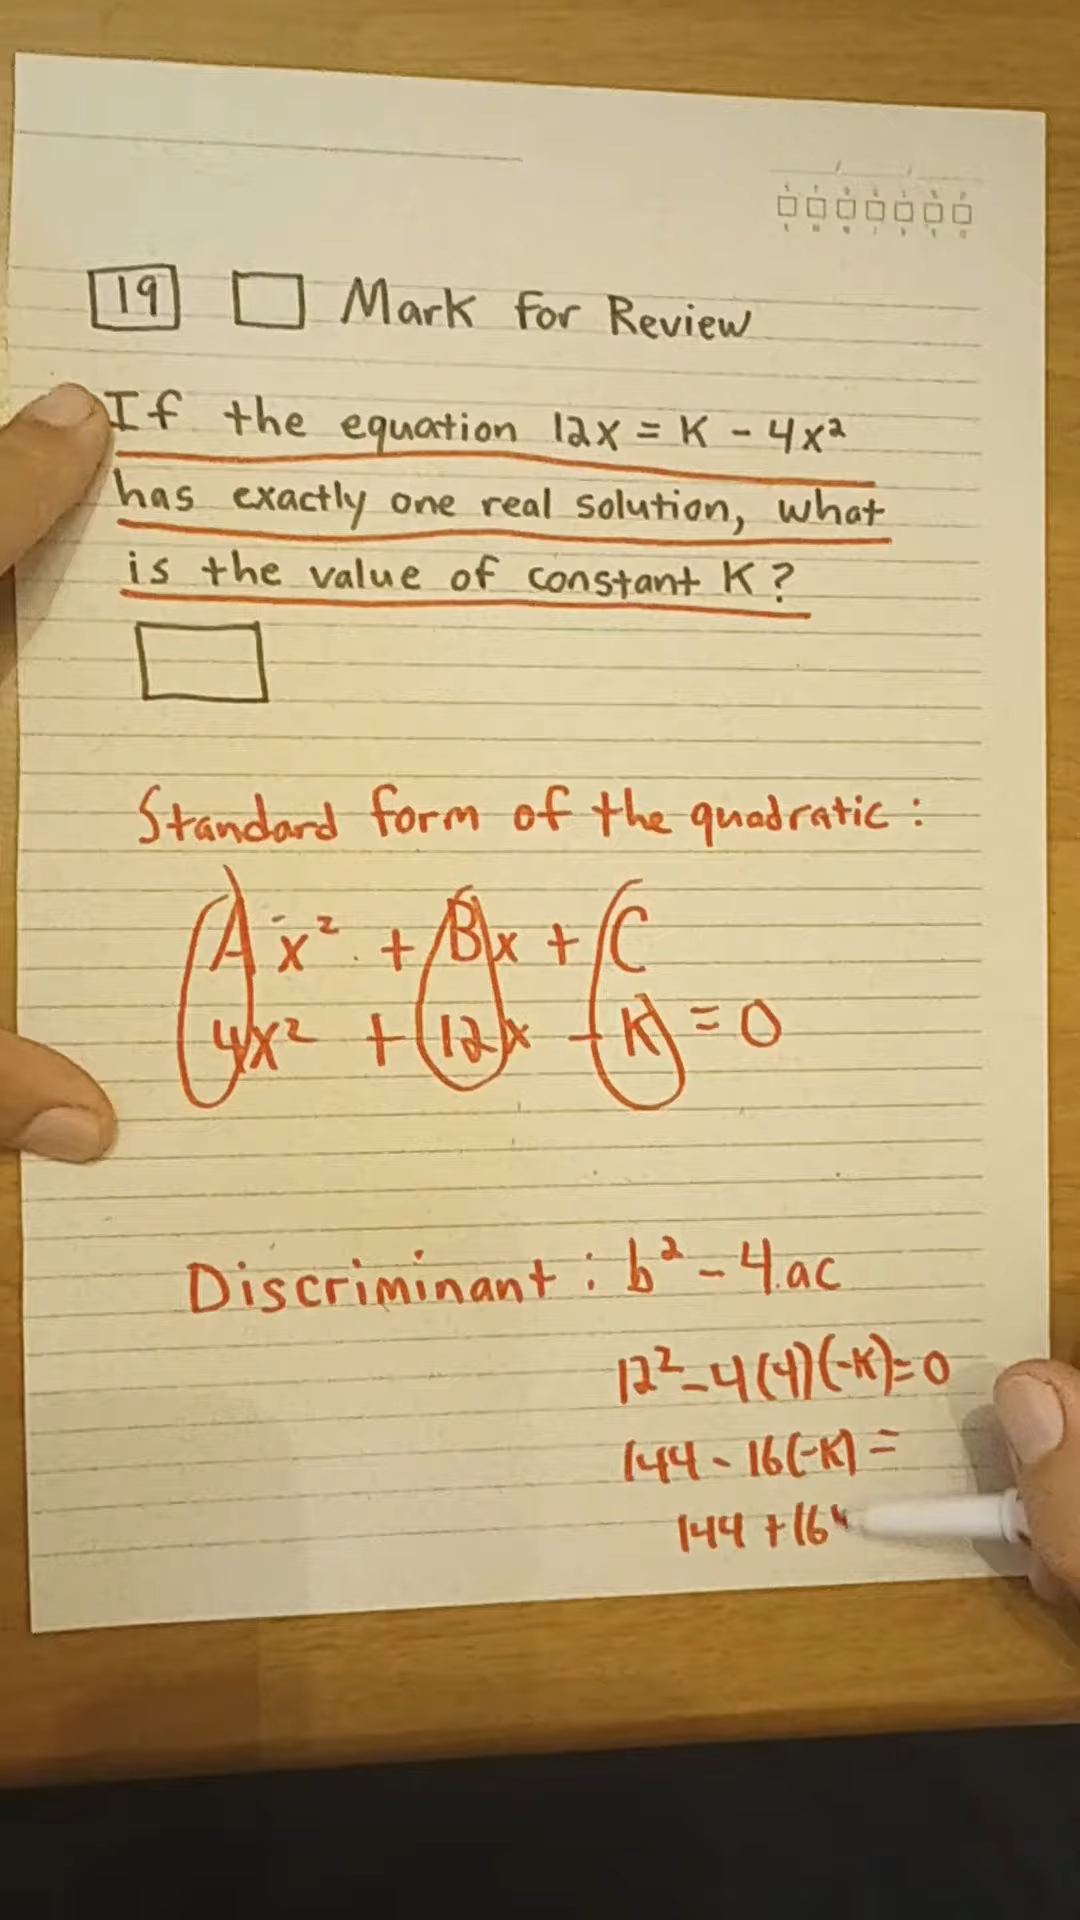 19 Mark for Review
If the equation 12x = K - 4x²
has exactly one real solution, what
is the value of constant K?
Standard form of the quadratic:
Ax² + Bx + C
4x² + 12x - K = 0
Discriminant: b² - 4ac
12² - 4(4)(-K) = 0
144 - 16(-K) =
144 + 16